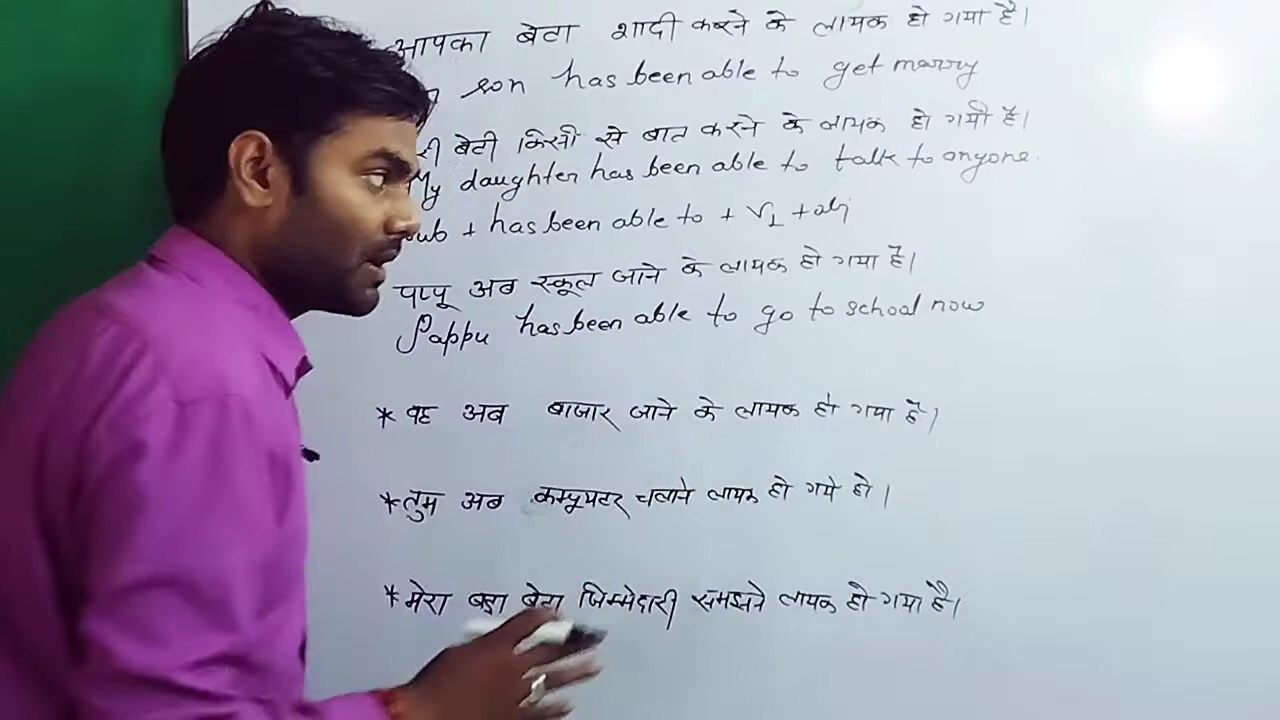 आपका बेटा शादी करने के लायक हो गया है।
son has been able to get marry
बेटी किसी से बात करने के लायक हो गयी है।
My daughter has been able to talk to anyone.
sub + has been able to + V1 + obj
पप्पू अब स्कूल जाने के लायक हो गया है।
Pappu has been able to go to school now
* वह अब बाजार जाने के लायक हो गया है।
* तुम अब कम्प्यूटर चलाने लायक हो गये हो।
* मेरा बड़ा बेटा जिम्मेदारी समझने लायक हो गया है।